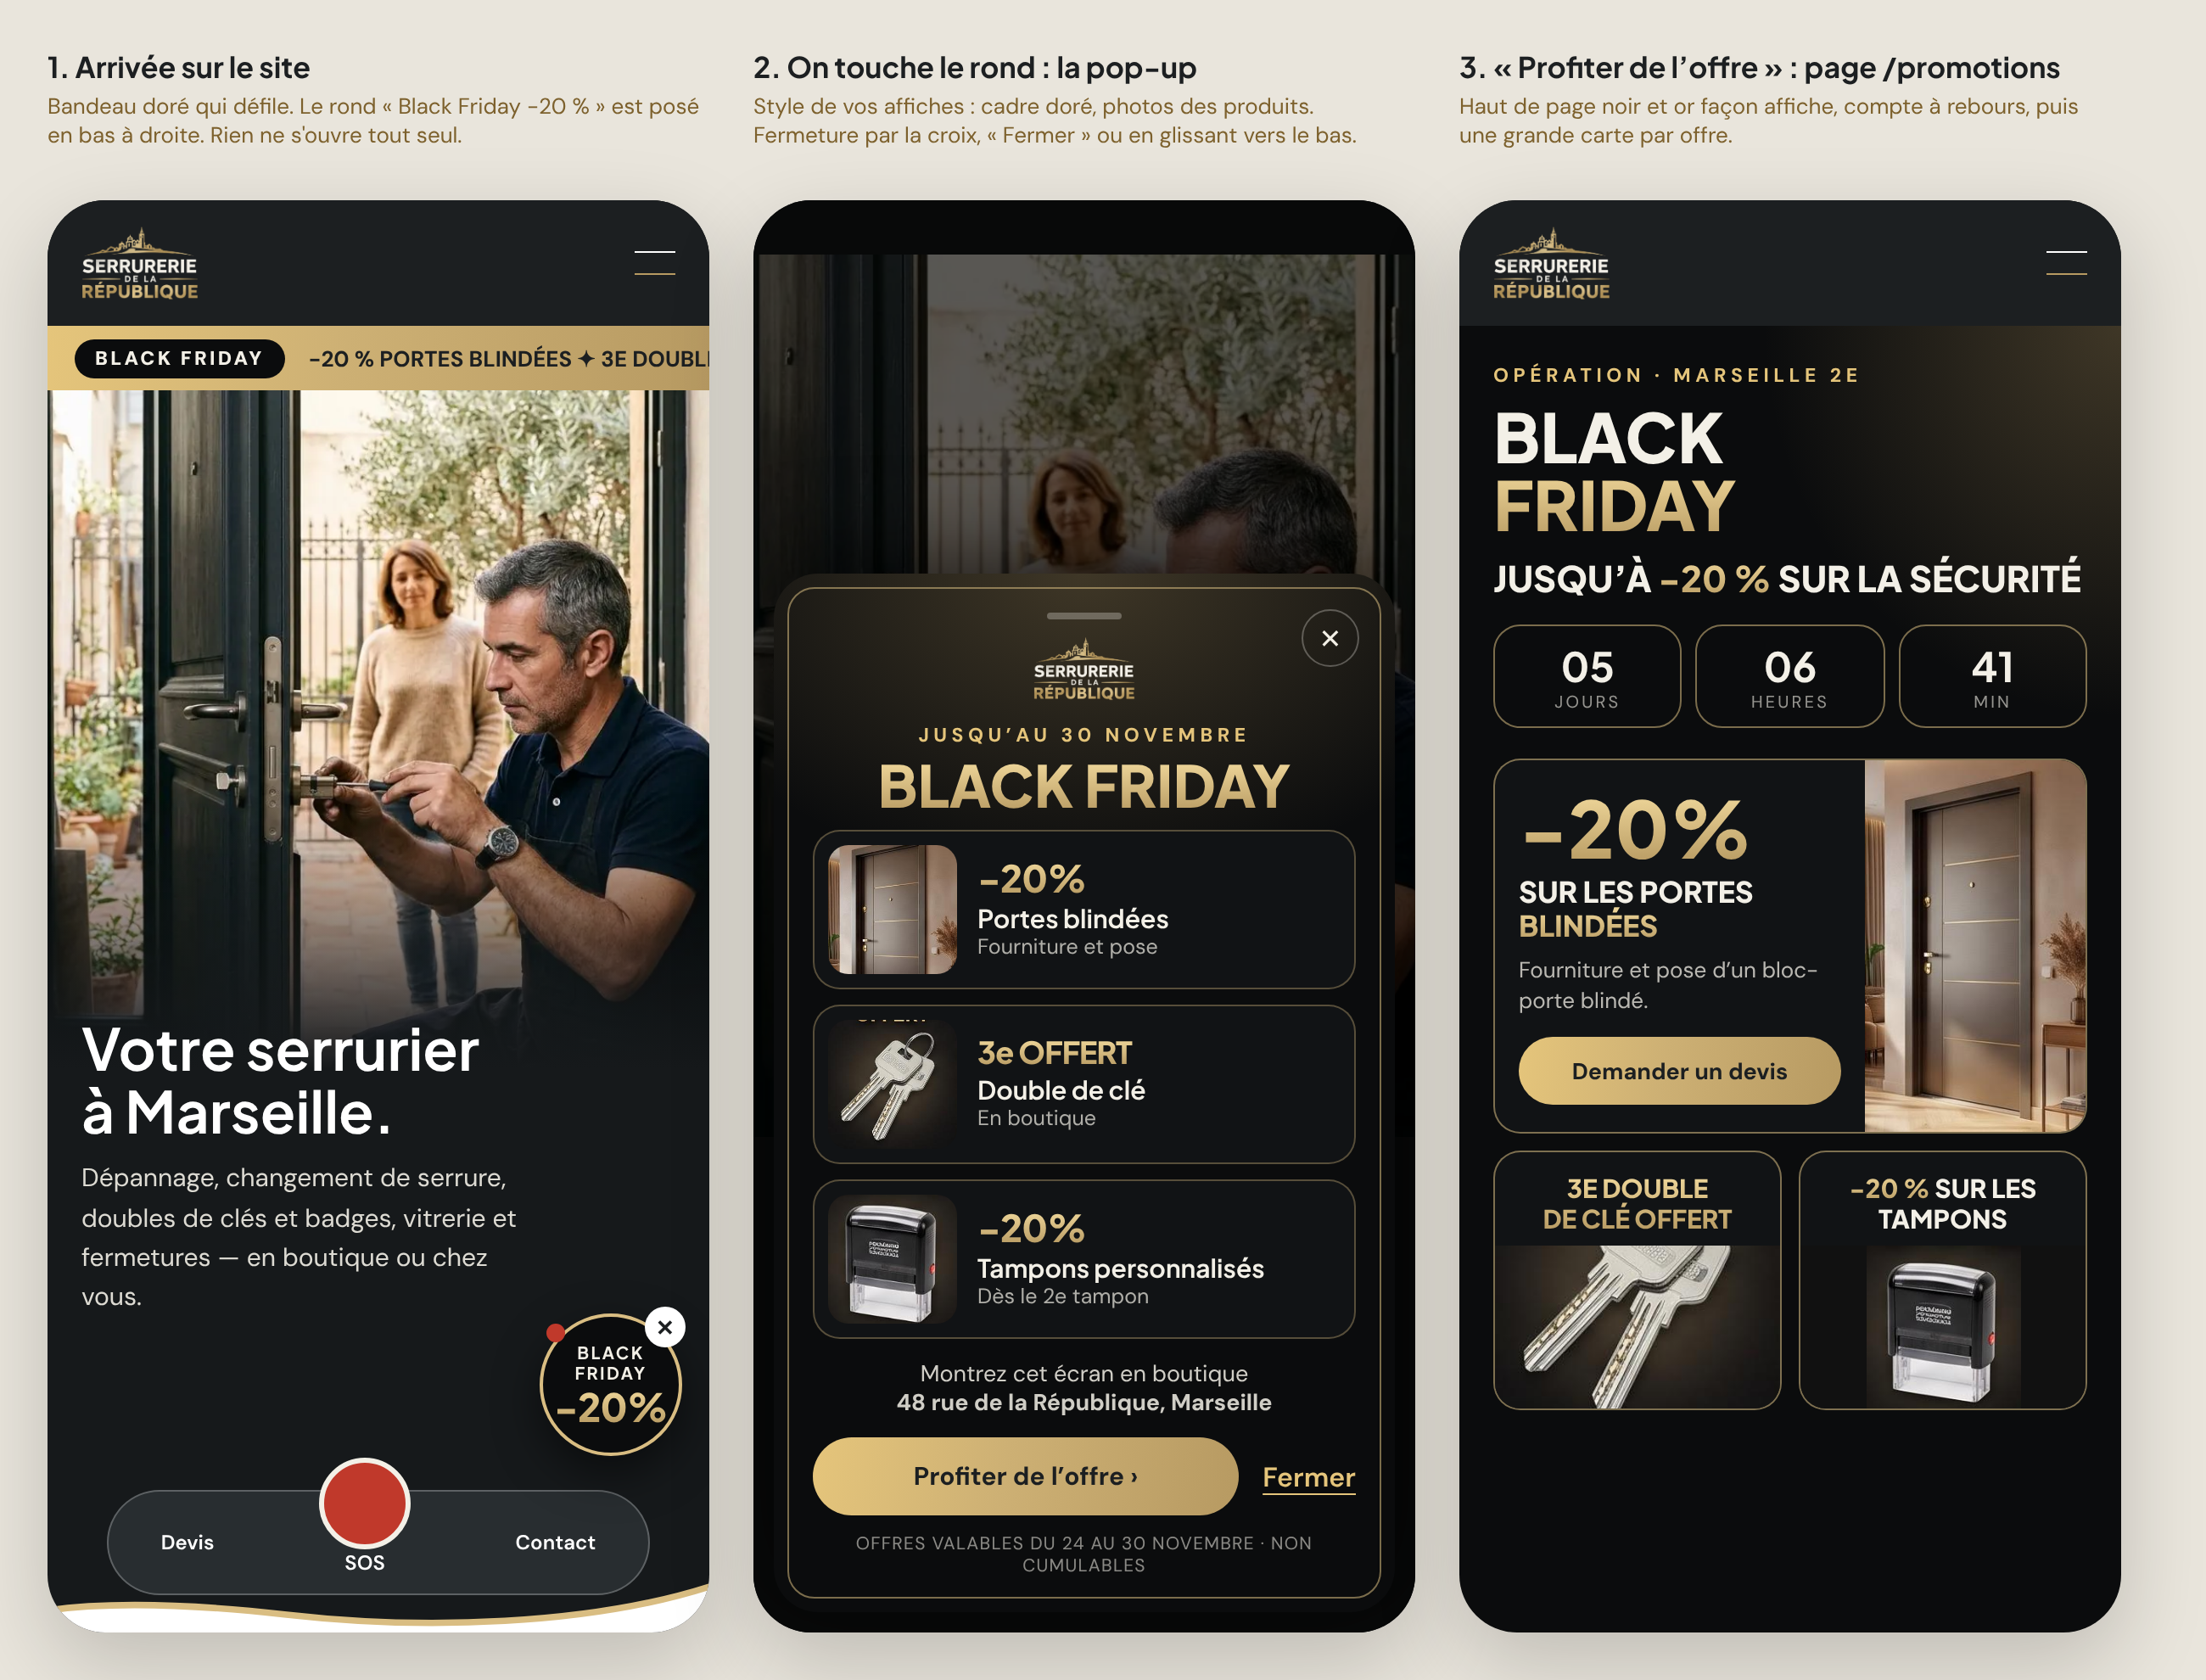 1. Arrivée sur le site
Bandeau doré qui défile. Le rond « Black Friday -20 % » est posé
en bas à droite. Rien ne s'ouvre tout seul.
SERRURERIE
DE LA
RÉPUBLIQUE
BLACK FRIDAY
-20 % PORTES BLINDÉES ✦ 3E DOUBL
Votre serrurier
à Marseille.
Dépannage, changement de serrure,
doubles de clés et badges, vitrerie et
fermetures — en boutique ou chez
vous.
BLACK
FRIDAY
-20%
Devis
SOS
Contact
2. On touche le rond : la pop-up
Style de vos affiches : cadre doré, photos des produits.
Fermeture par la croix, « Fermer » ou en glissant vers le bas.
SERRURERIE
DE LA
RÉPUBLIQUE
JUSQU'AU 30 NOVEMBRE
BLACK FRIDAY
-20%
Portes blindées
Fourniture et pose
3e OFFERT
Double de clé
En boutique
-20%
Tampons personnalisés
Dès le 2e tampon
Montrez cet écran en boutique
48 rue de la République, Marseille
Profiter de l’offre ›
Fermer
OFFRES VALABLES DU 24 AU 30 NOVEMBRE · NON
CUMULABLES
3. « Profiter de l’offre » : page /promotions
Haut de page noir et or façon affiche, compte à rebours, puis
une grande carte par offre.
SERRURERIE
DE LA
RÉPUBLIQUE
OPÉRATION · MARSEILLE 2E
BLACK
FRIDAY
JUSQU’À -20 % SUR LA SÉCURITÉ
05
JOURS
06
HEURES
41
MIN
-20%
SUR LES PORTES
BLINDÉES
Fourniture et pose d’un bloc-
porte blindé.
Demander un devis
3E DOUBLE
DE CLÉ OFFERT
-20 % SUR LES
TAMPONS